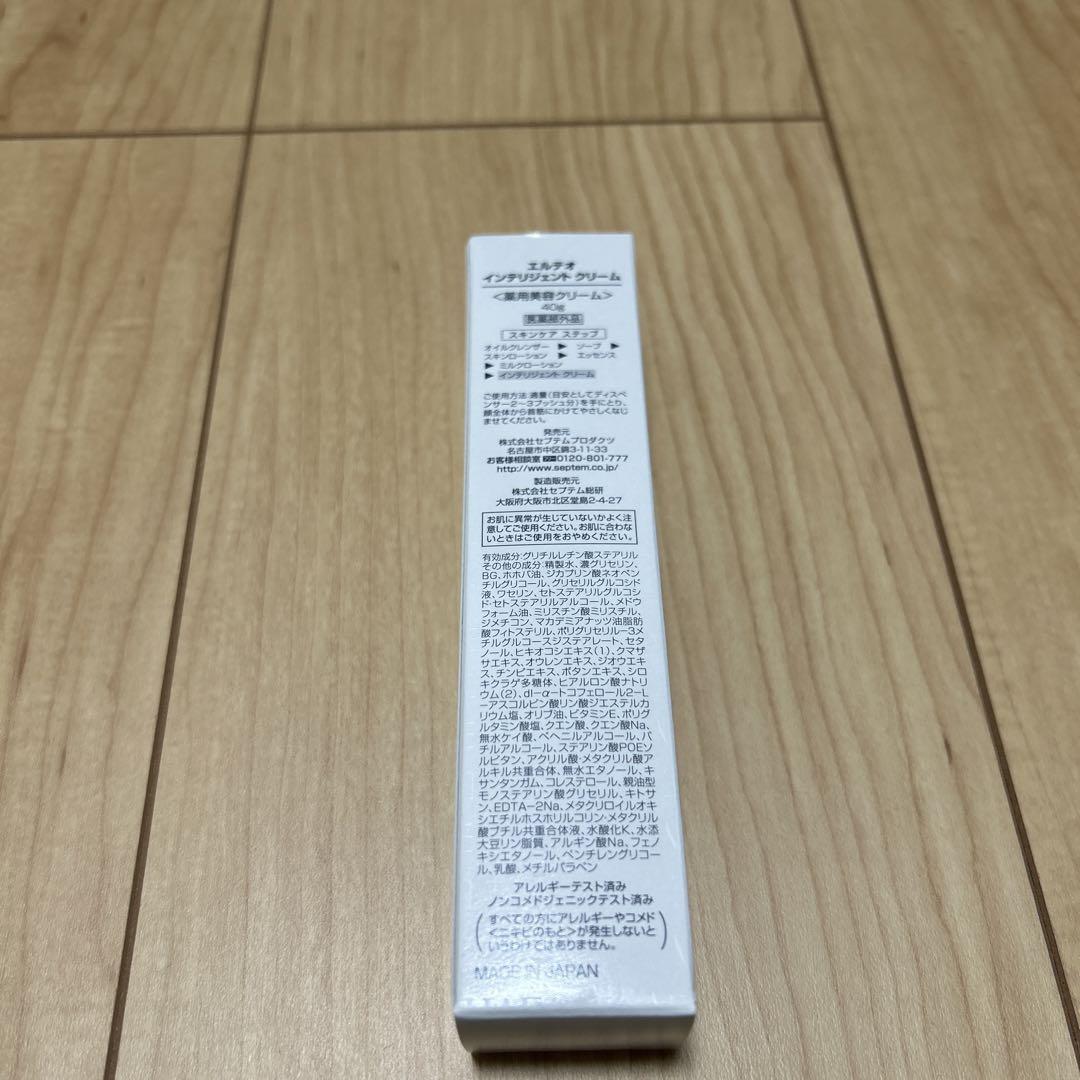 エルテオ
インテリジェント クリーム
＜薬用美容クリーム＞
40g
医薬部外品
スキンケア ステップ
オイルクレンザー ▶ ソープ ▶
スキンローション ▶ エッセンス
▶ ミルクローション
▶ インテリジェント クリーム
ご使用方法:適量(目安としてディスペ
ンサー2〜3プッシュ分)を手にとり、
顔全体から首筋にかけてやさしくなじ
ませてください。
発売元
株式会社セプテムプロダクツ
名古屋市中区錦3-11-33
お客様相談室 0120-801-777
http://www.septem.co.jp/
製造販売元
株式会社セプテム総研
大阪府大阪市北区堂島2-4-27
お肌に異常が生じていないかよく注
意してご使用ください。お肌に合わな
いときはご使用をおやめください。
有効成分:グリチルレチン酸ステアリル
その他の成分:精製水、濃グリセリン、
BG、ホホバ油、ジカプリン酸ネオペン
チルグリコール、グリセリルグルコシド
液、ワセリン、セトステアリルグルコシ
ド・セトステアリルアルコール、メドウ
フォーム油、ミリスチン酸ミリスチル、
ジメチコン、マカデミアナッツ油脂肪
酸フィトステリル、ポリグリセリル−3メ
チルグルコースジステアレート、セタ
ノール、ヒキオコシエキス(1)、クマザ
サエキス、オウレンエキス、ジオウエキ
ス、チンピエキス、ボタンエキス、シロ
キクラゲ多糖体、ヒアルロン酸ナトリ
ウム(2)、dl−α−トコフェロール2−L
−アスコルビン酸リン酸ジエステルカ
リウム塩、オリブ油、ビタミンE、ポリグ
ルタミン酸塩、クエン酸、クエン酸Na、
無水ケイ酸、ベヘニルアルコール、バ
チルアルコール、ステアリン酸POEソ
ルビタン、アクリル酸・メタクリル酸ア
ルキル共重合体、無水エタノール、キ
サンタンガム、コレステロール、親油型
モノステアリン酸グリセリル、キトサ
ン、EDTA−2Na、メタクリロイルオキ
シエチルホスホリルコリン・メタクリル
酸ブチル共重合体液、水酸化K、水添
大豆リン脂質、アルギン酸Na、フェノ
キシエタノール、ペンチレングリコー
ル、乳酸、メチルパラベン
アレルギーテスト済み
ノンコメドジェニックテスト済み
(すべての方にアレルギーやコメド
＜ニキビのもと＞が発生しないと
いうわけではありません。)
MADE IN JAPAN